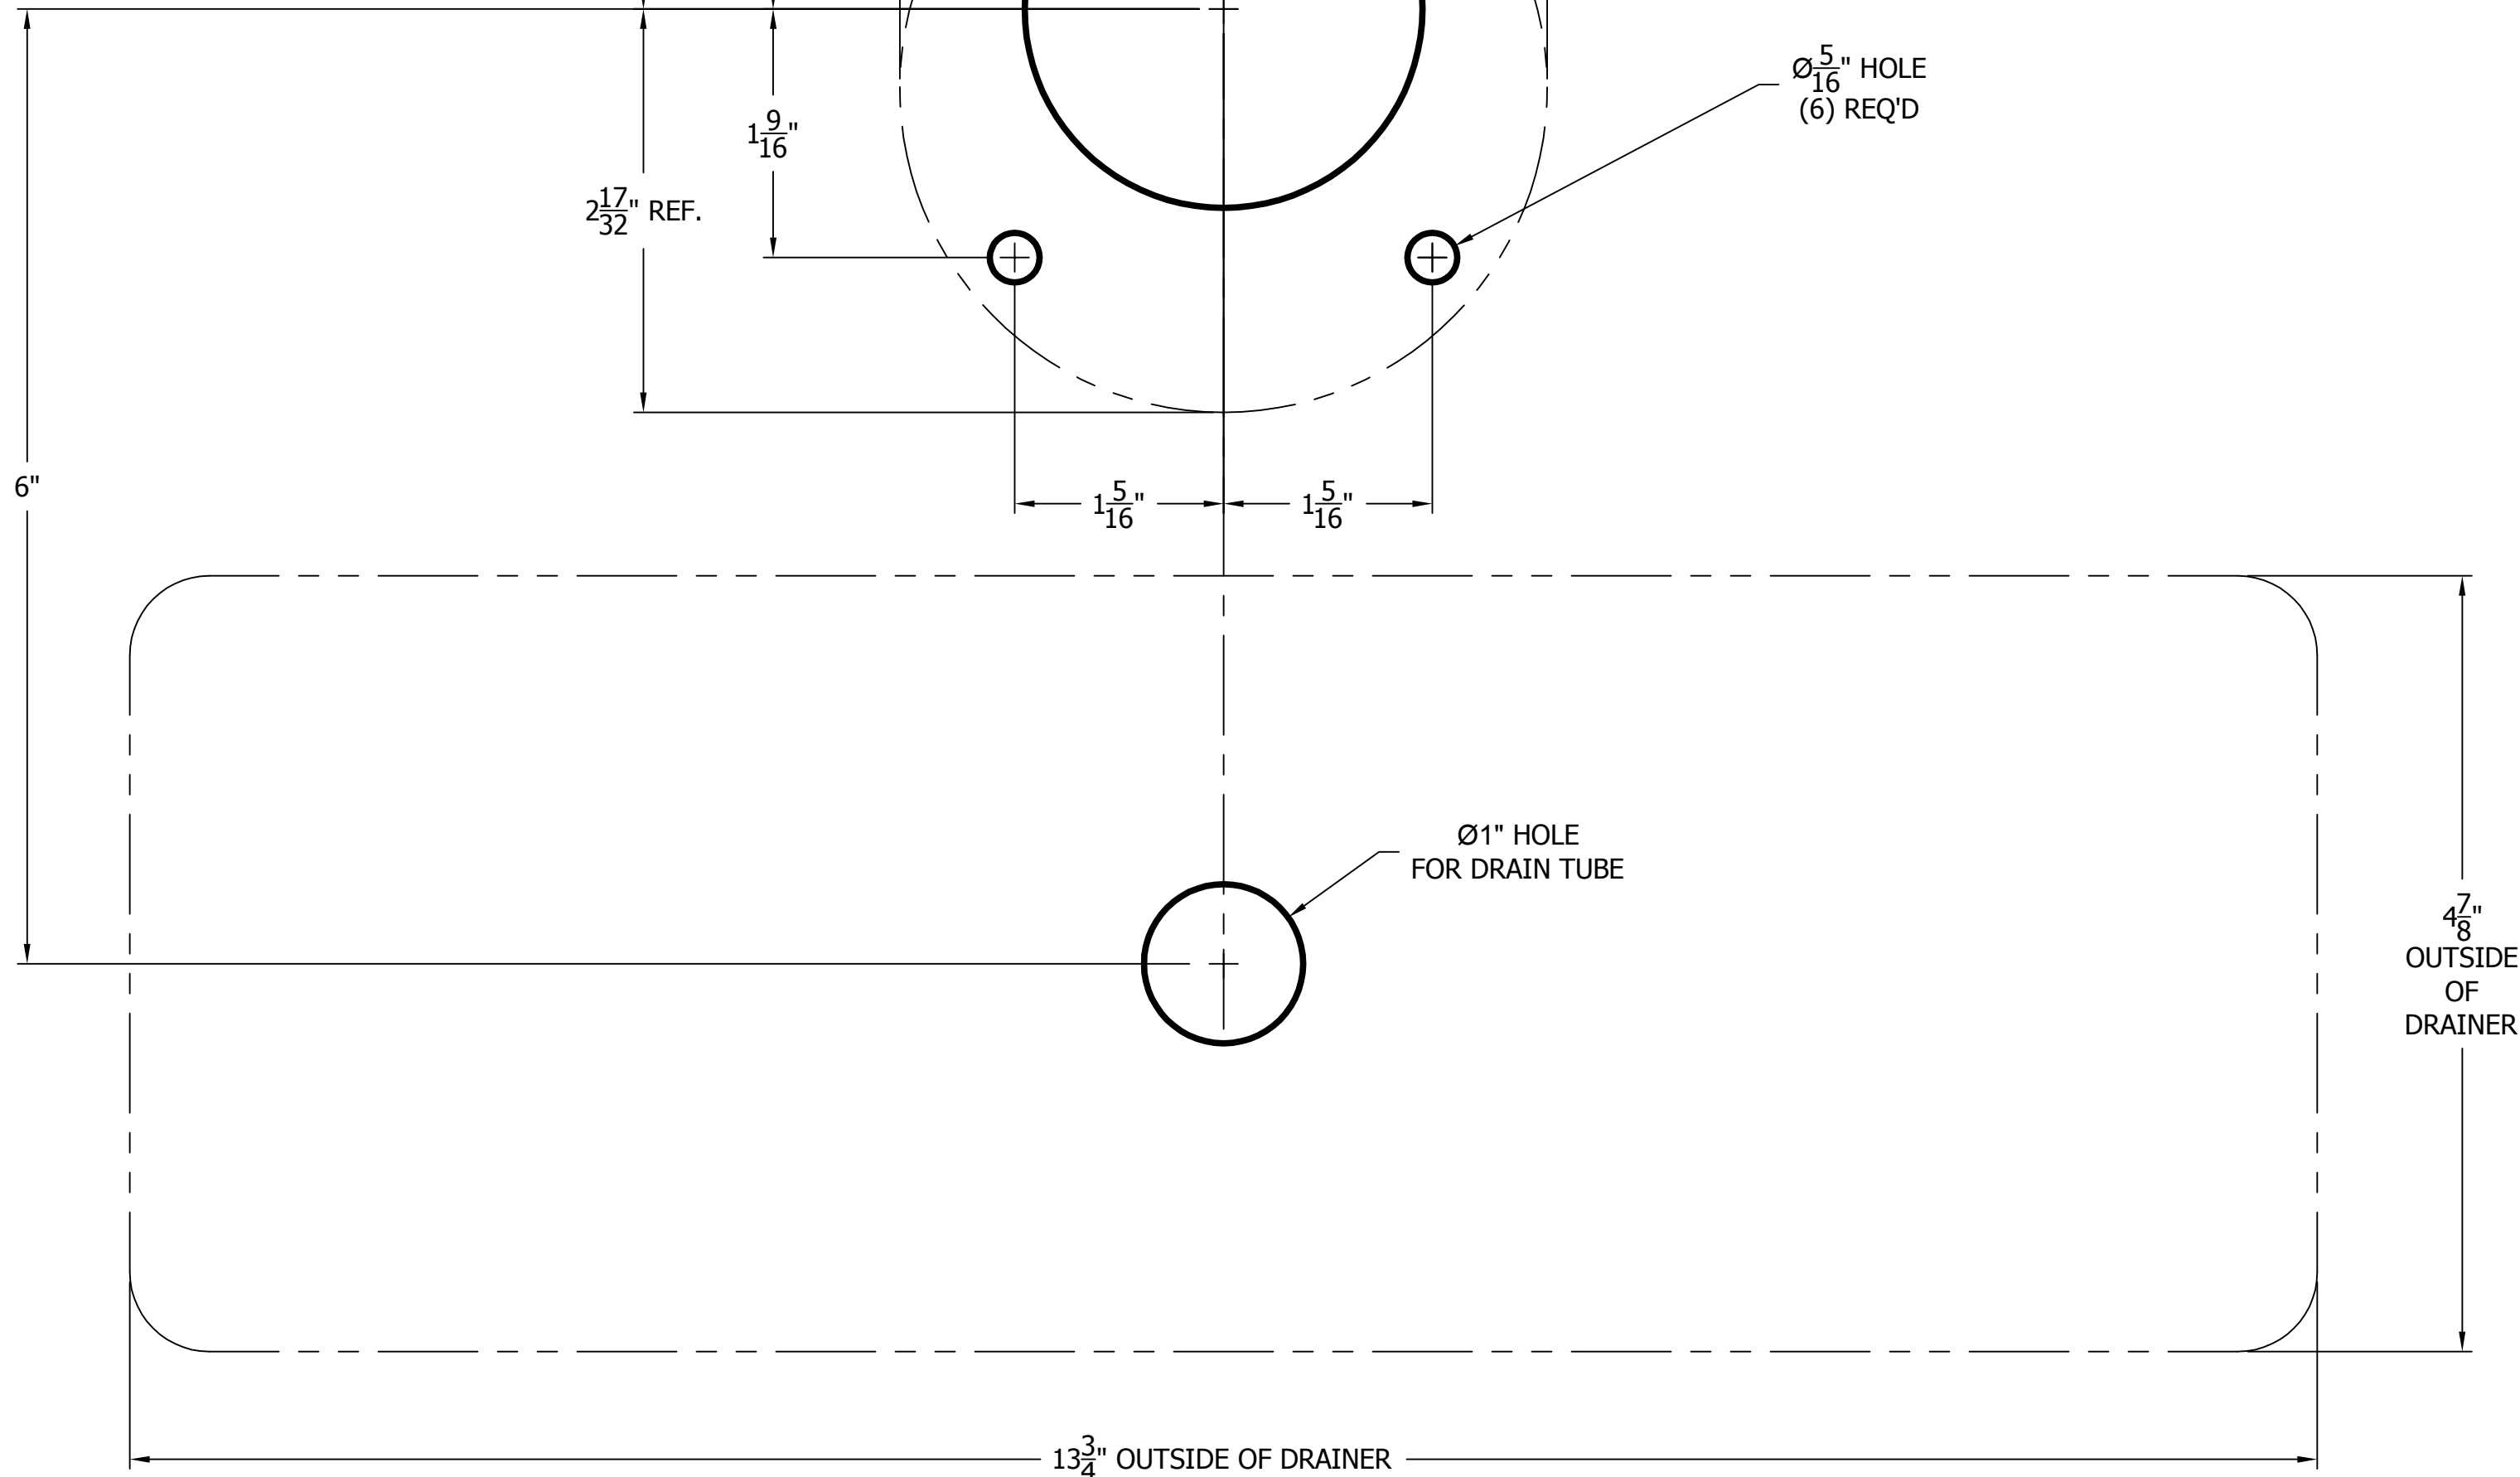 Ø5/16" HOLE
(6) REQ'D
1 9/16"
2 17/32" REF.
6"
1 5/16"
1 5/16"
Ø1" HOLE
FOR DRAIN TUBE
4 7/8"
OUTSIDE
OF
DRAINER
13 3/4" OUTSIDE OF DRAINER